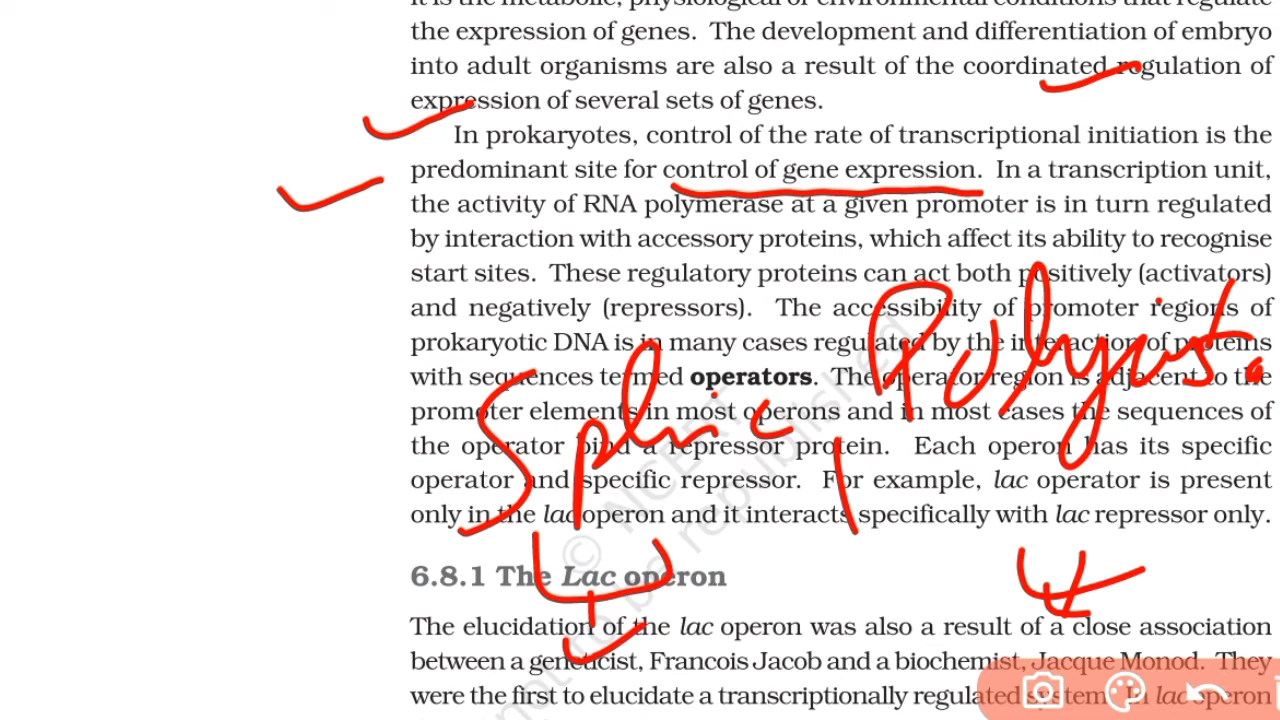 it is the metabolic, physiological or environmental conditions that regulate
the expression of genes. The development and differentiation of embryo
into adult organisms are also a result of the coordinated regulation of
expression of several sets of genes.
In prokaryotes, control of the rate of transcriptional initiation is the
predominant site for control of gene expression. In a transcription unit,
the activity of RNA polymerase at a given promoter is in turn regulated
by interaction with accessory proteins, which affect its ability to recognise
start sites. These regulatory proteins can act both positively (activators)
and negatively (repressors). The accessibility of promoter regions of
prokaryotic DNA is in many cases regulated by the interaction of proteins
with sequences termed operators. The operator region is adjacent to the
promoter elements in most operons and in most cases the sequences of
the operator bind a repressor protein. Each operon has its specific
operator and specific repressor. For example, lac operator is present
only in the lac operon and it interacts specifically with lac repressor only.
6.8.1 The Lac operon
The elucidation of the lac operon was also a result of a close association
between a geneticist, Francois Jacob and a biochemist, Jacque Monod. They
were the first to elucidate a transcriptionally regulated system. In lac operon
© NCERT
not to be republished